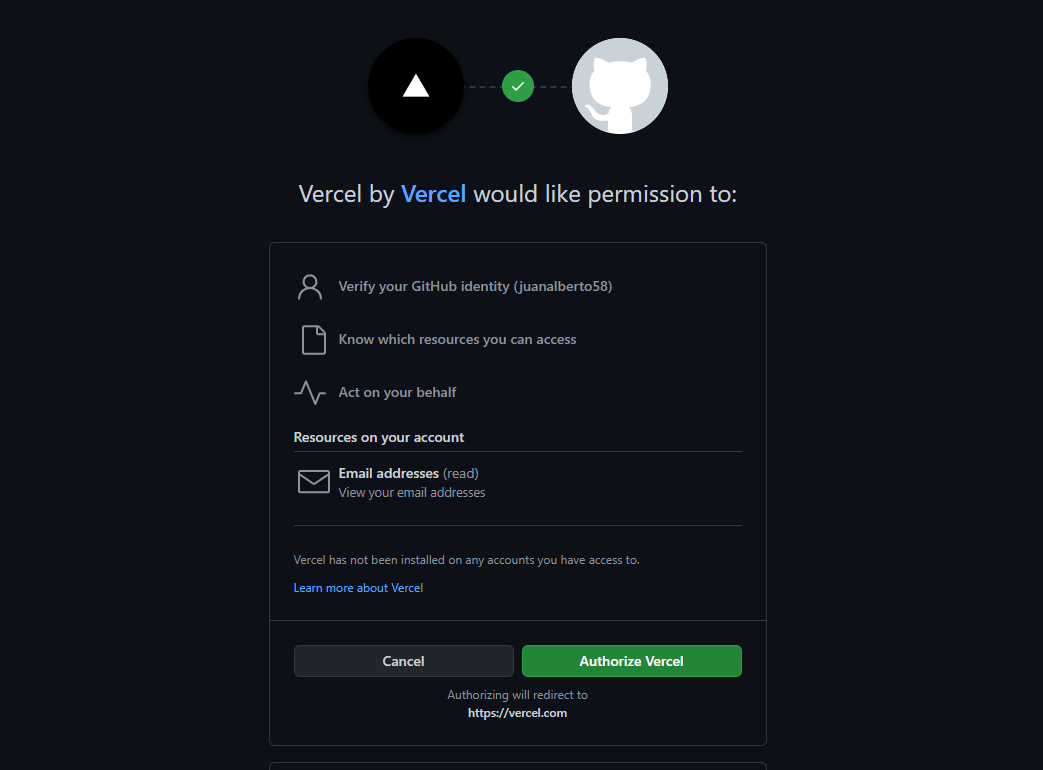 Vercel by Vercel would like permission to:
Verify your GitHub identity (juanalberto58)
Know which resources you can access
Act on your behalf
Resources on your account
Email addresses (read)
View your email addresses
Vercel has not been installed on any accounts you have access to.
Learn more about Vercel
Cancel
Authorize Vercel
Authorizing will redirect to
https://vercel.com